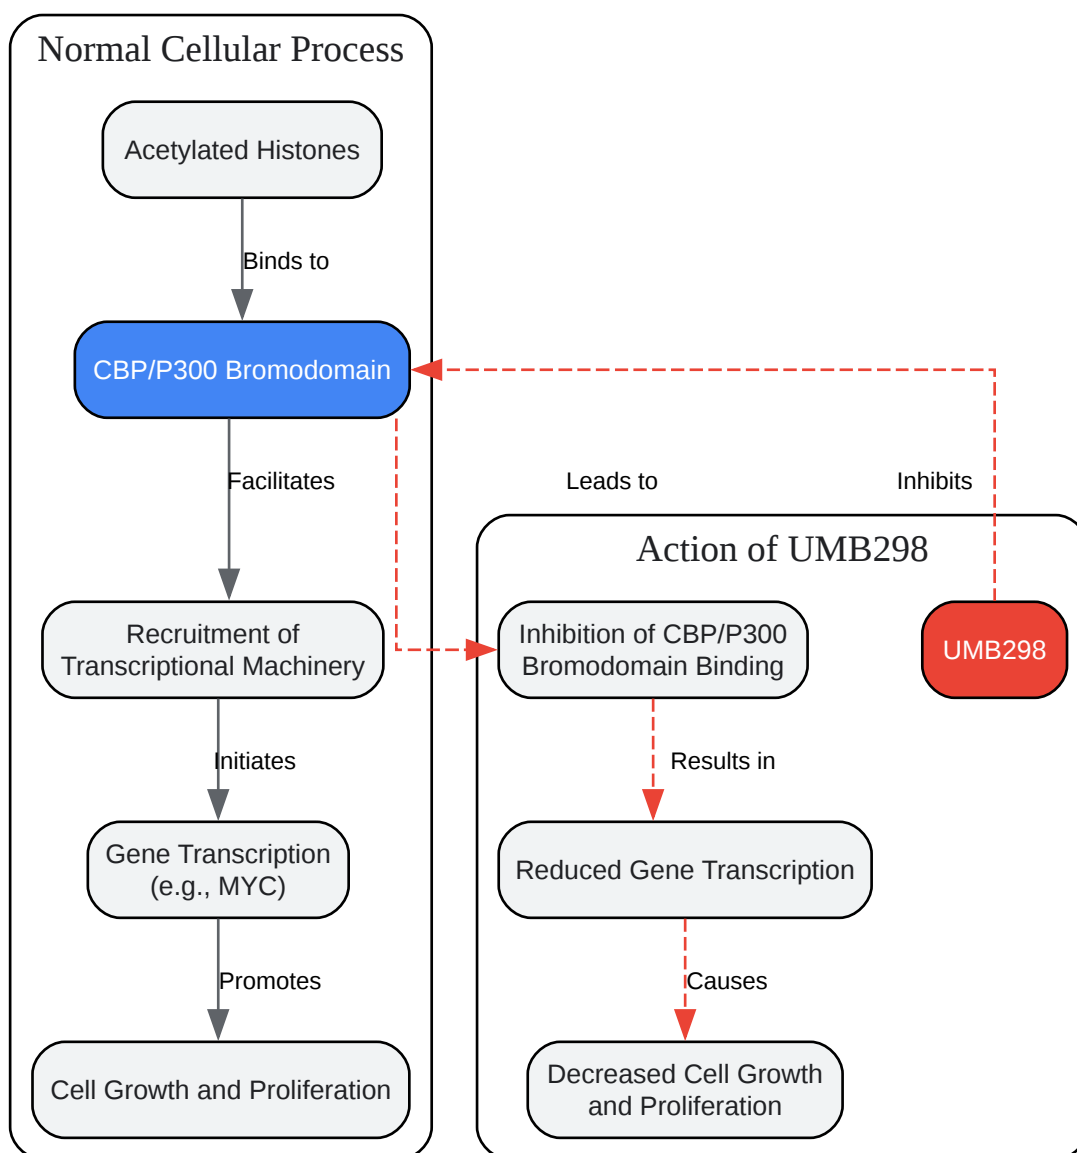 Normal Cellular Process
Acetylated Histones
Binds to
CBP/P300 Bromodomain
Facilitates
Recruitment of
Transcriptional Machinery
Initiates
Gene Transcription
(e.g., MYC)
Promotes
Cell Growth and Proliferation
Leads to
Inhibits
Action of UMB298
Inhibition of CBP/P300
Bromodomain Binding
UMB298
Results in
Reduced Gene Transcription
Causes
Decreased Cell Growth
and Proliferation